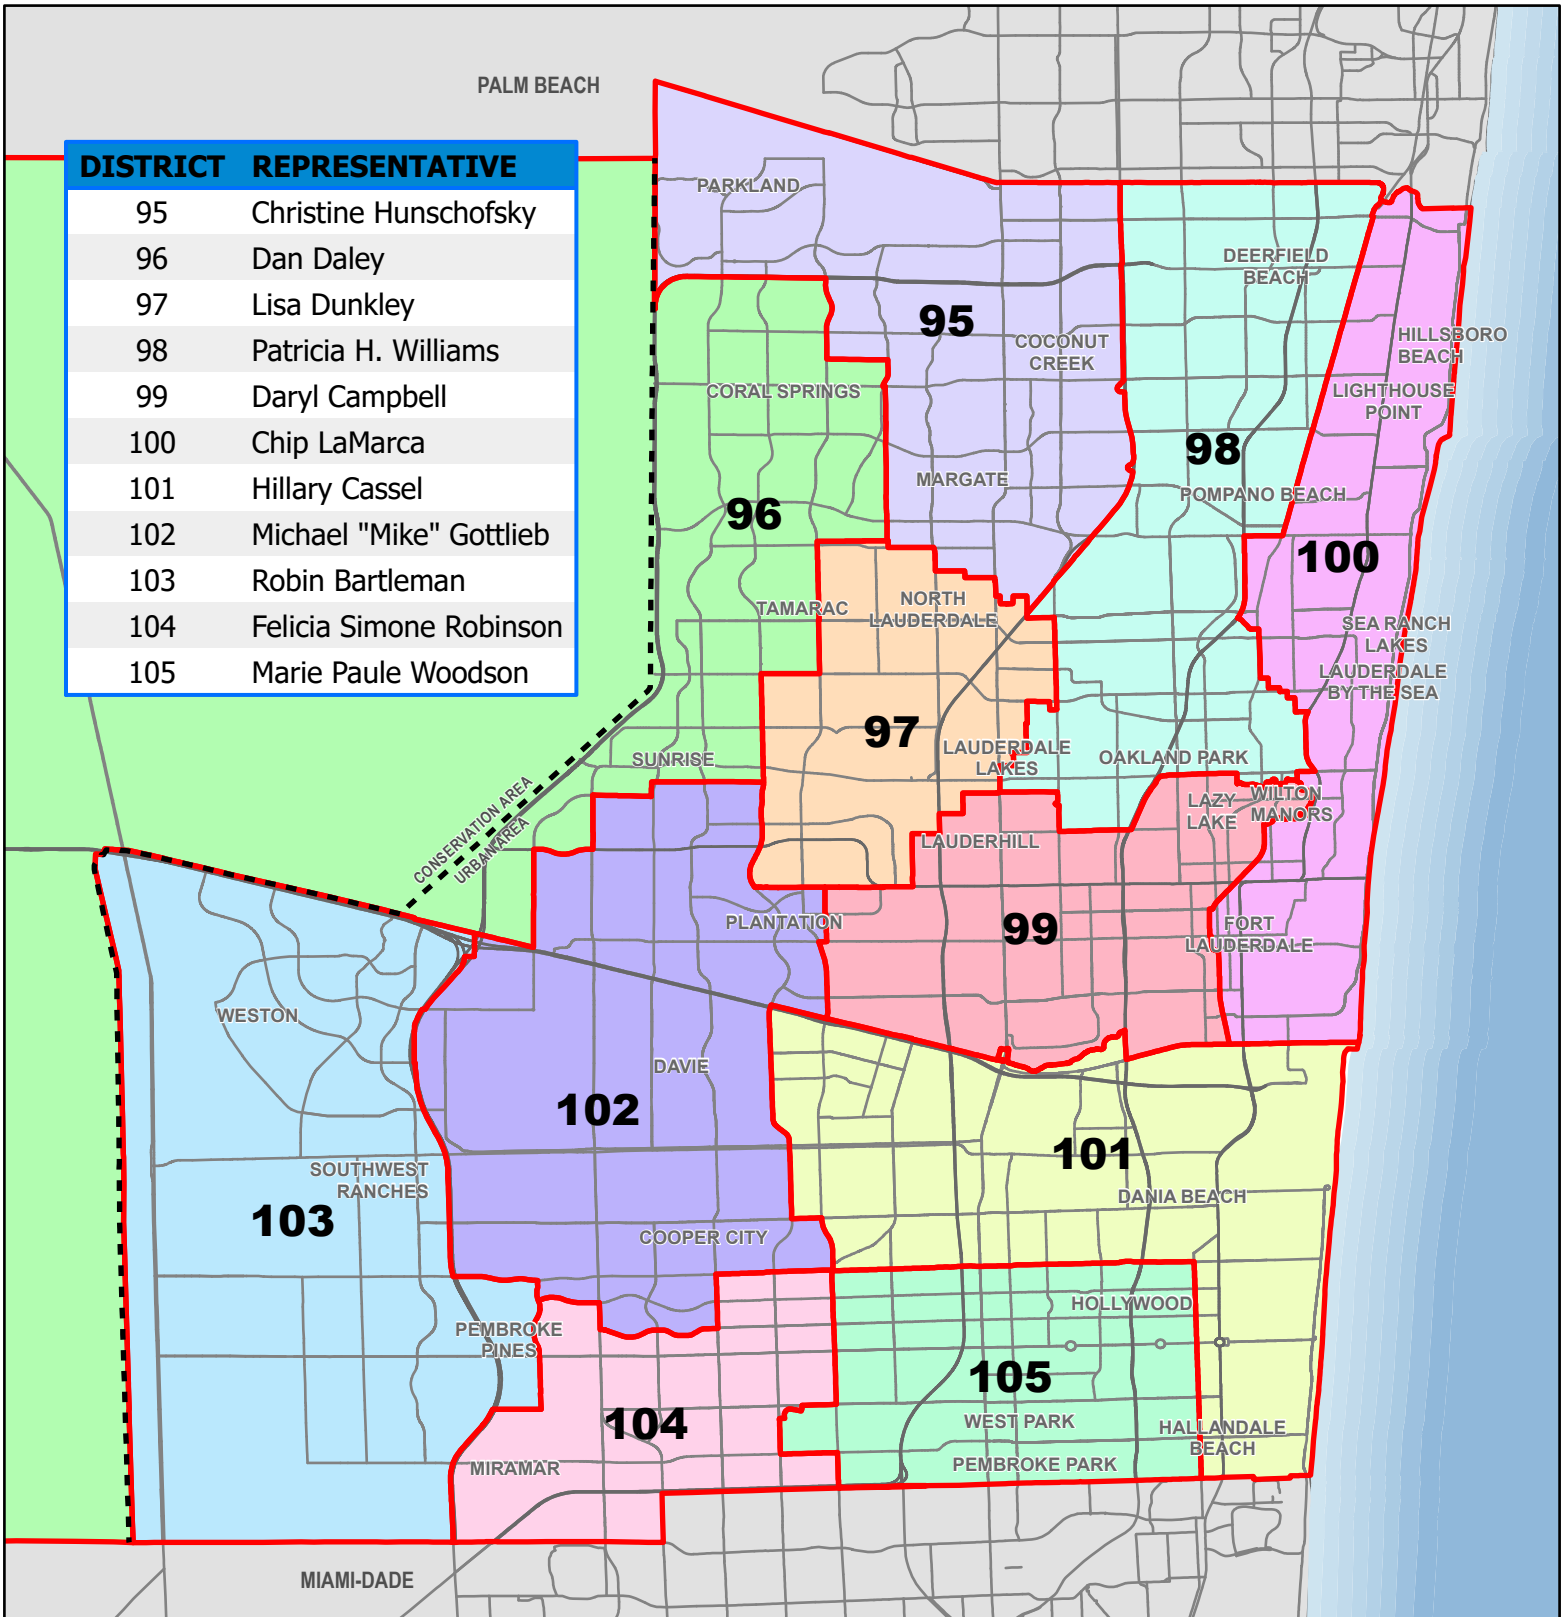 PALM BEACH
DISTRICT REPRESENTATIVE
95 Christine Hunschofsky
96 Dan Daley
97 Lisa Dunkley
98 Patricia H. Williams
99 Daryl Campbell
100 Chip LaMarca
101 Hillary Cassel
102 Michael "Mike" Gottlieb
103 Robin Bartleman
104 Felicia Simone Robinson
105 Marie Paule Woodson
PARKLAND
DEERFIELD
BEACH
95
COCONUT
CREEK
HILLSBORO
BEACH
CORAL SPRINGS
LIGHTHOUSE
POINT
98
MARGATE
POMPANO BEACH
96
100
TAMARAC
NORTH
LAUDERDALE
SEA RANCH
LAKES
LAUDERDALE
BY THE SEA
97
SUNRISE
LAUDERDALE
LAKES
OAKLAND PARK
CONSERVATION AREA
URBAN AREA
LAZY
LAKE
WILTON
MANORS
LAUDERHILL
PLANTATION
99
FORT
LAUDERDALE
WESTON
DAVIE
102
101
SOUTHWEST
RANCHES
DANIA BEACH
103
COOPER CITY
HOLLYWOOD
PEMBROKE
PINES
105
104
WEST PARK
HALLANDALE
BEACH
MIRAMAR
PEMBROKE PARK
MIAMI-DADE